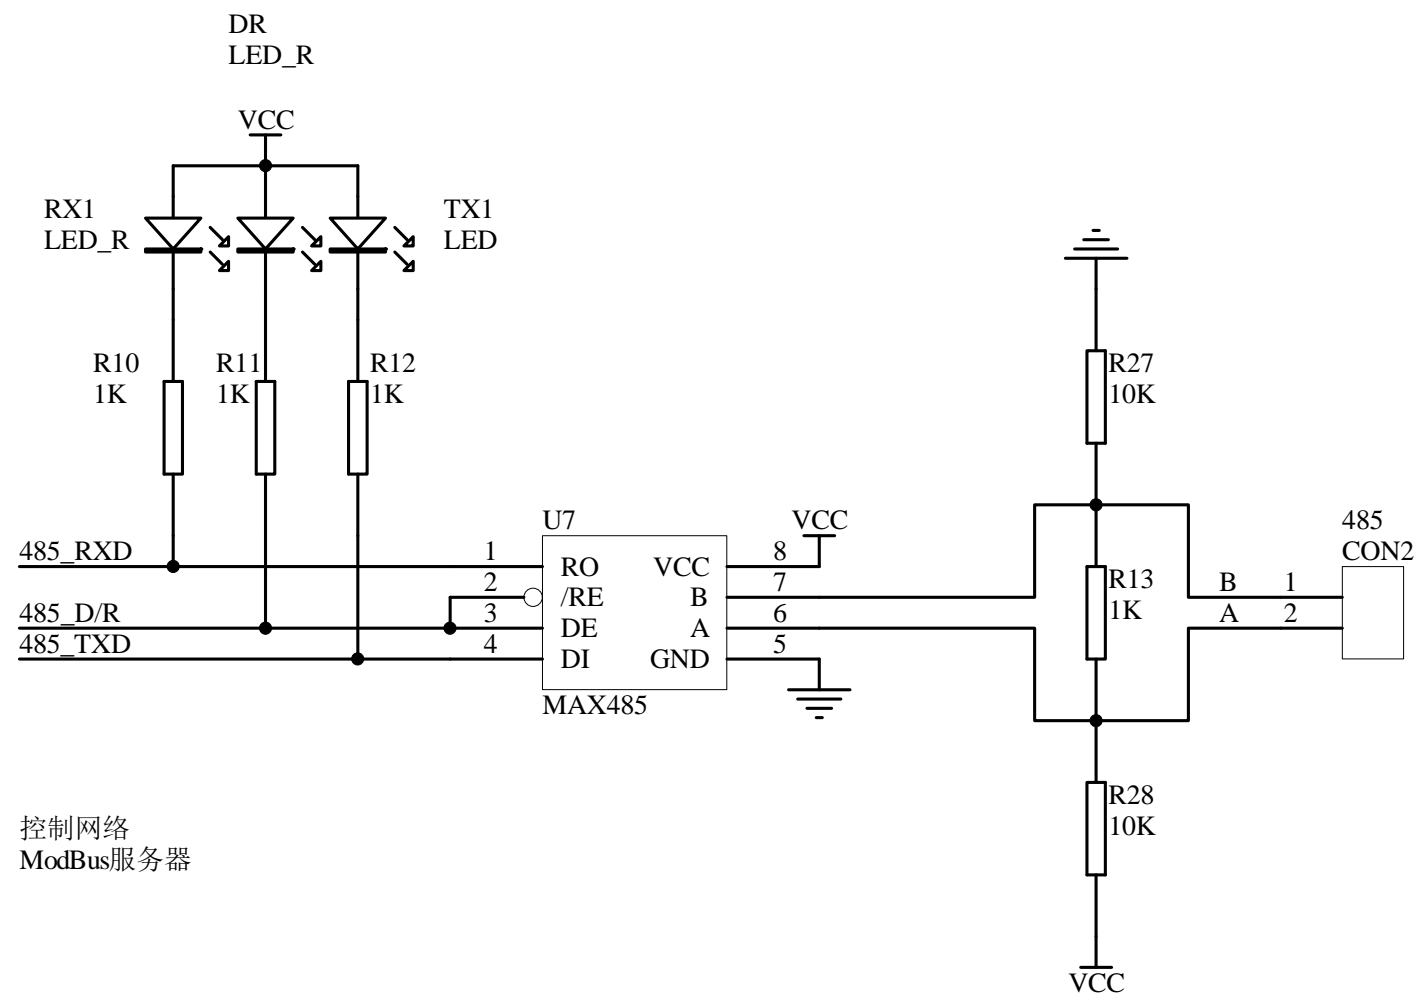 DR
LED_R
VCC
RX1
LED_R
TX1
LED
R10
1K
R11
1K
R12
1K
R27
10K
U7
VCC
485
CON2
485_RXD
1
RO
VCC
8
2
/RE
B
7
R13
1K
B
1
485_D/R
3
DE
A
6
A
2
485_TXD
4
DI
GND
5
MAX485
R28
10K
控制网络
ModBus服务器
VCC